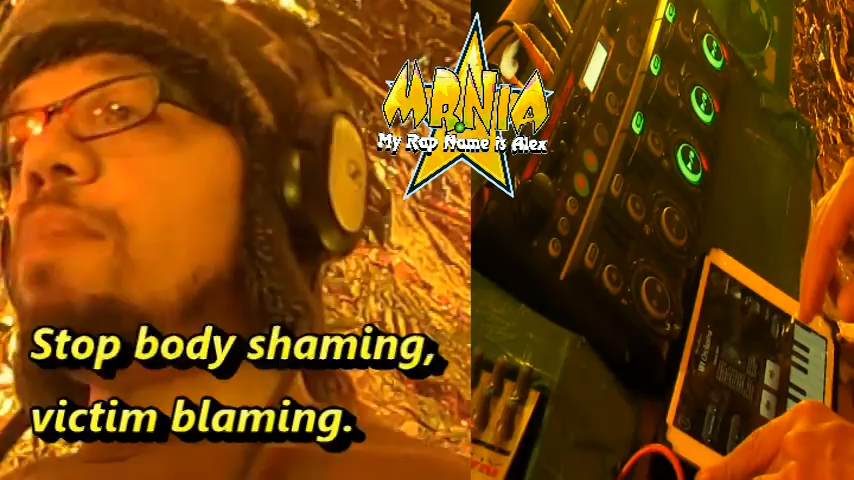 MRNIA
My Rap Name is Alex
Stop body shaming,
victim blaming.